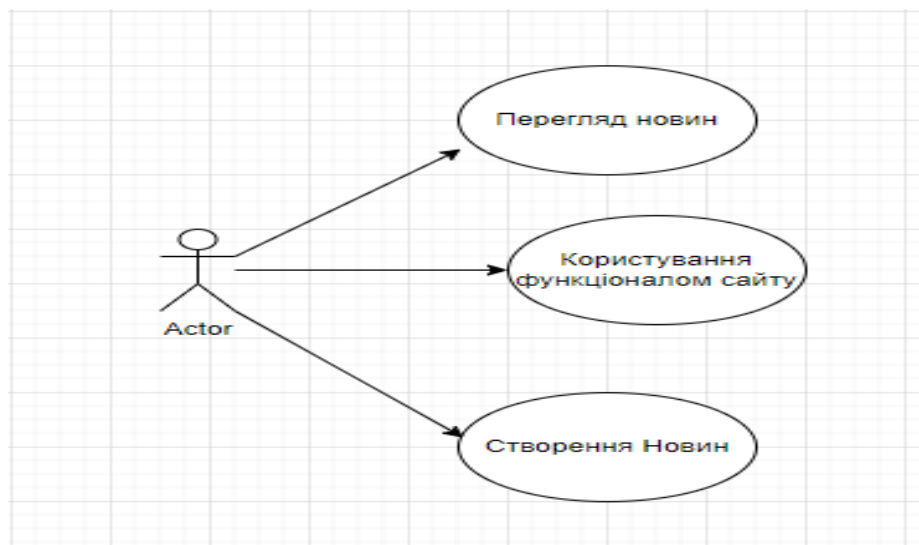 Перегляд новин
Користування
функціоналом сайту
Actor
Створення Новин